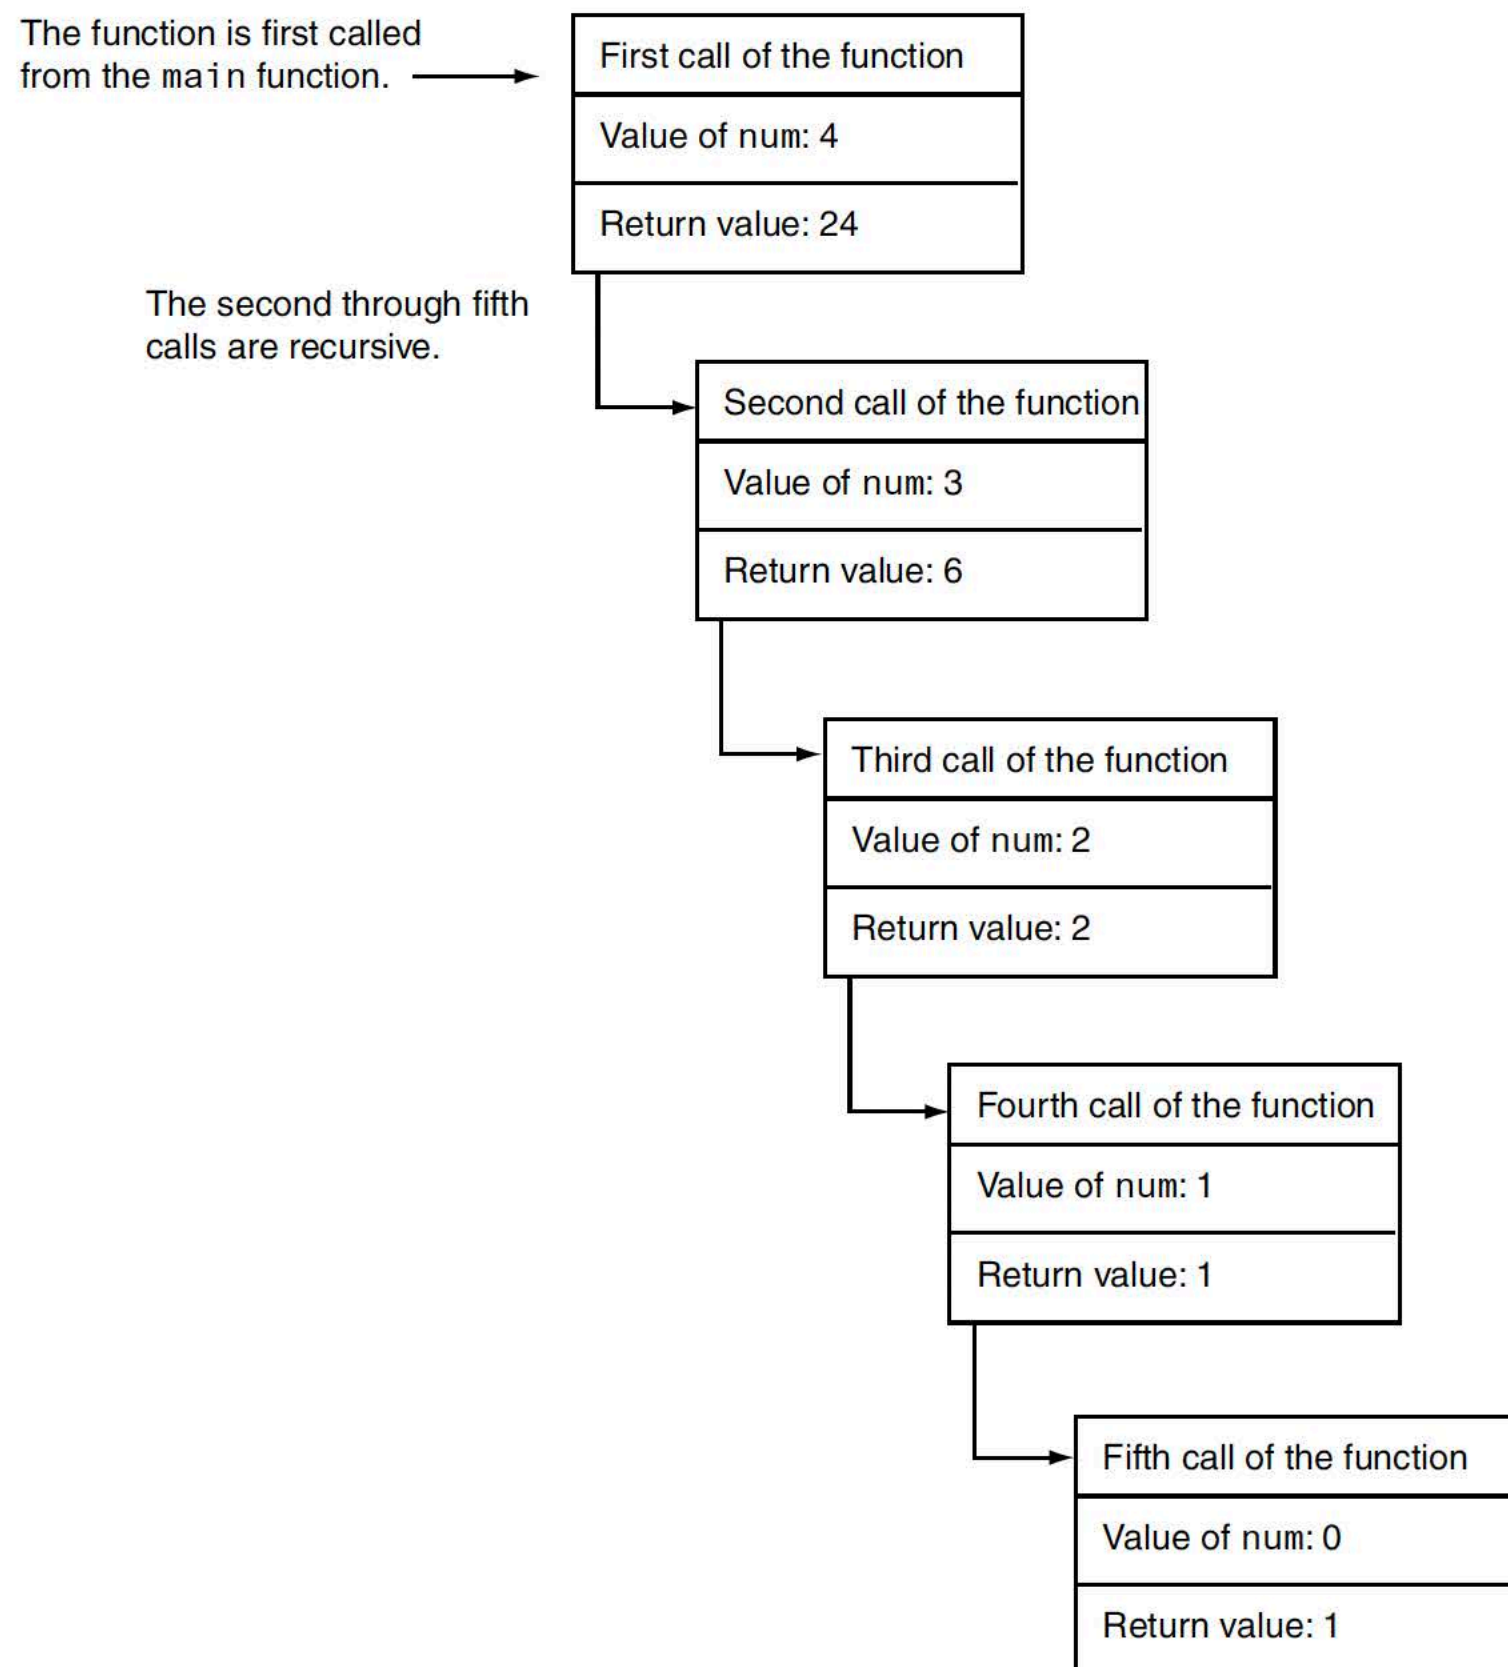 The function is first called
from the main function.
First call of the function
Value of num: 4
Return value: 24
The second through fifth
calls are recursive.
Second call of the function
Value of num: 3
Return value: 6
Third call of the function
Value of num: 2
Return value: 2
Fourth call of the function
Value of num: 1
Return value: 1
Fifth call of the function
Value of num: 0
Return value: 1